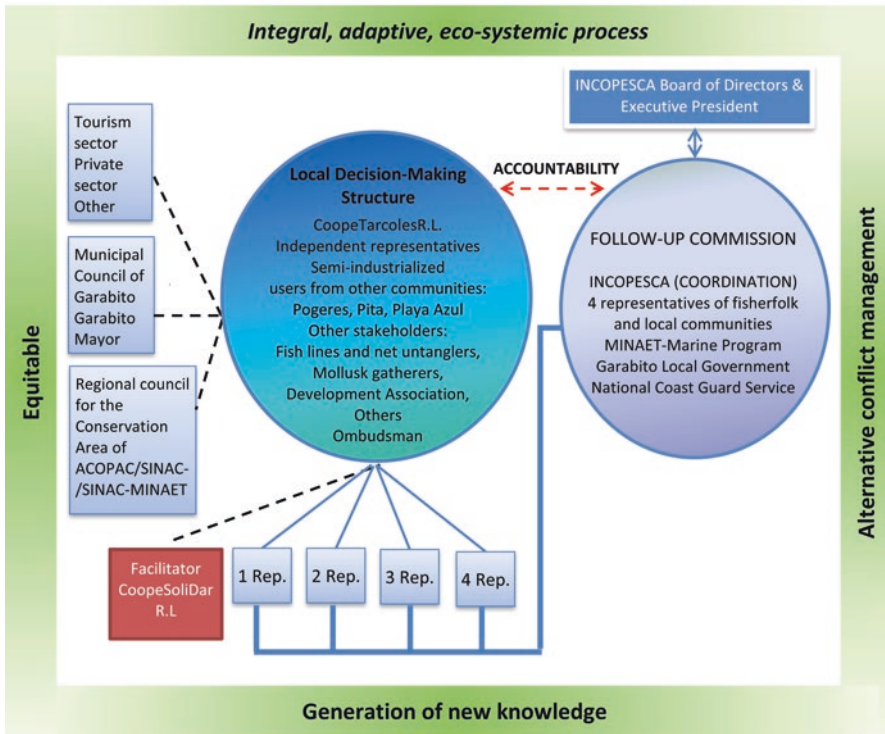 Integral, adaptive, eco-systemic process
Equitable
Alternative conflict management
Generation of new knowledge
INCOPESCA Board of Directors &
Executive President
Tourism
sector
Private
sector
Other
Municipal
Council of
Garabito
Garabito
Mayor
Regional council
for the
Conservation
Area of
ACOPAC/SINAC-
/SINAC-MINAET
Local Decision-Making
Structure
CoopeTarcolesR.L.
Independent representatives
Semi-industrialized
users from other communities:
Pogeres, Pita, Playa Azul
Other stakeholders:
Fish lines and net untanglers,
Mollusk gatherers,
Development Association,
Others
Ombudsman
ACCOUNTABILITY
FOLLOW-UP COMMISSION
INCOPESCA (COORDINATION)
4 representatives of fisherfolk
and local communities
MINAET-Marine Program
Garabito Local Government
National Coast Guard Service
Facilitator
CoopeSoliDar
R.L
1 Rep.
2 Rep.
3 Rep.
4 Rep.